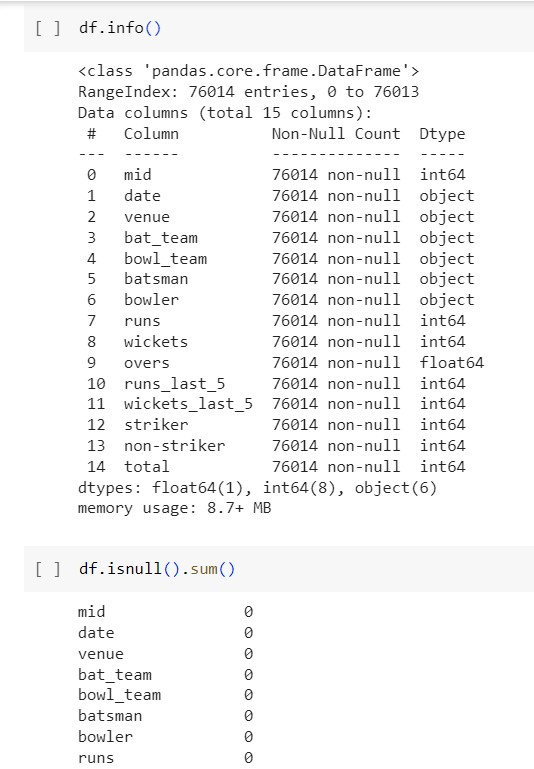 [ ] df.info()
<class 'pandas.core.frame.DataFrame'>
RangeIndex: 76014 entries, 0 to 76013
Data columns (total 15 columns):
#   Column          Non-Null Count  Dtype
---  ------          --------------  -----
0   mid             76014 non-null  int64
1   date            76014 non-null  object
2   venue           76014 non-null  object
3   bat_team        76014 non-null  object
4   bowl_team       76014 non-null  object
5   batsman         76014 non-null  object
6   bowler          76014 non-null  object
7   runs            76014 non-null  int64
8   wickets         76014 non-null  int64
9   overs           76014 non-null  float64
10  runs_last_5     76014 non-null  int64
11  wickets_last_5  76014 non-null  int64
12  striker         76014 non-null  int64
13  non-striker     76014 non-null  int64
14  total           76014 non-null  int64
dtypes: float64(1), int64(8), object(6)
memory usage: 8.7+ MB
[ ] df.isnull().sum()
mid 0
date 0
venue 0
bat_team 0
bowl_team 0
batsman 0
bowler 0
runs 0